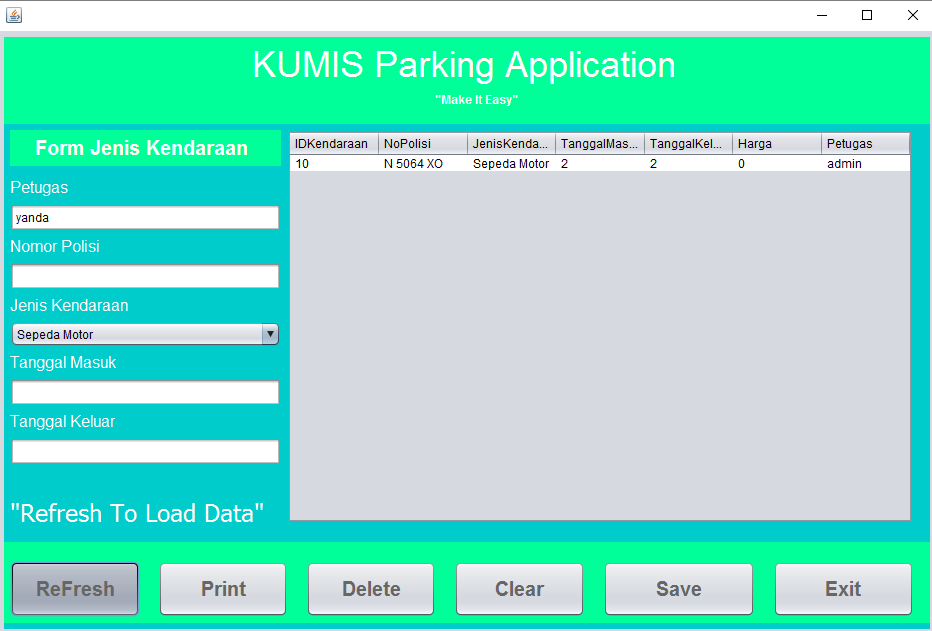 KUMIS Parking Application
"Make It Easy"
Form Jenis Kendaraan
Petugas
yanda
Nomor Polisi
Jenis Kendaraan
Sepeda Motor
Tanggal Masuk
Tanggal Keluar
"Refresh To Load Data"
IDKendaraan NoPolisi JenisKenda... TanggalMas... TanggalKel... Harga Petugas
10 N 5064 XO Sepeda Motor 2 2 0 admin
ReFresh Print Delete Clear Save Exit